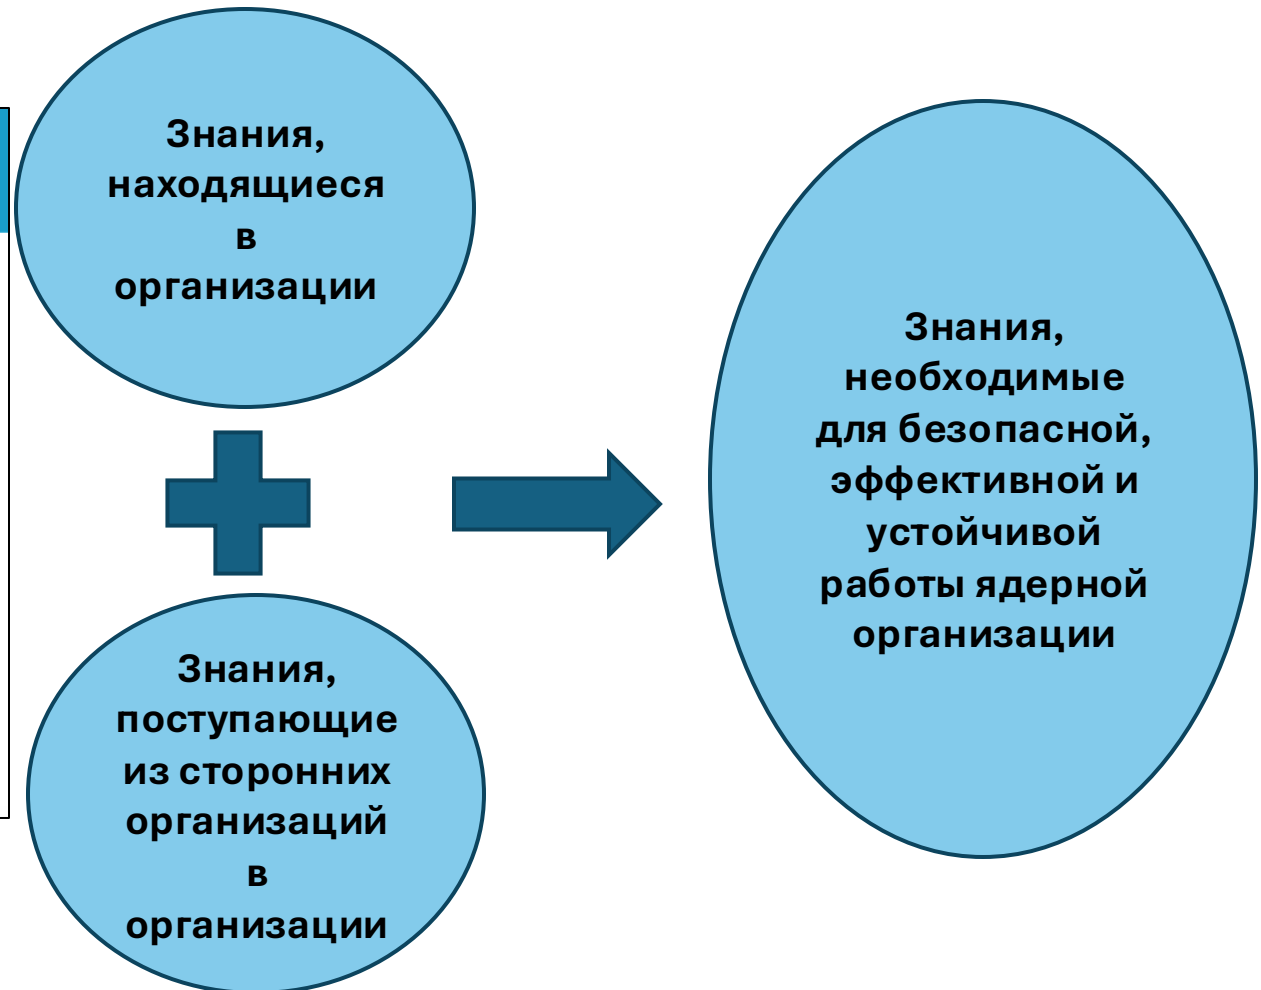 Знания,
находящиеся
в
организации
Знания,
поступающие
из сторонних
организаций
в
организации
Знания,
необходимые
для безопасной,
эффективной и
устойчивой
работы ядерной
организации